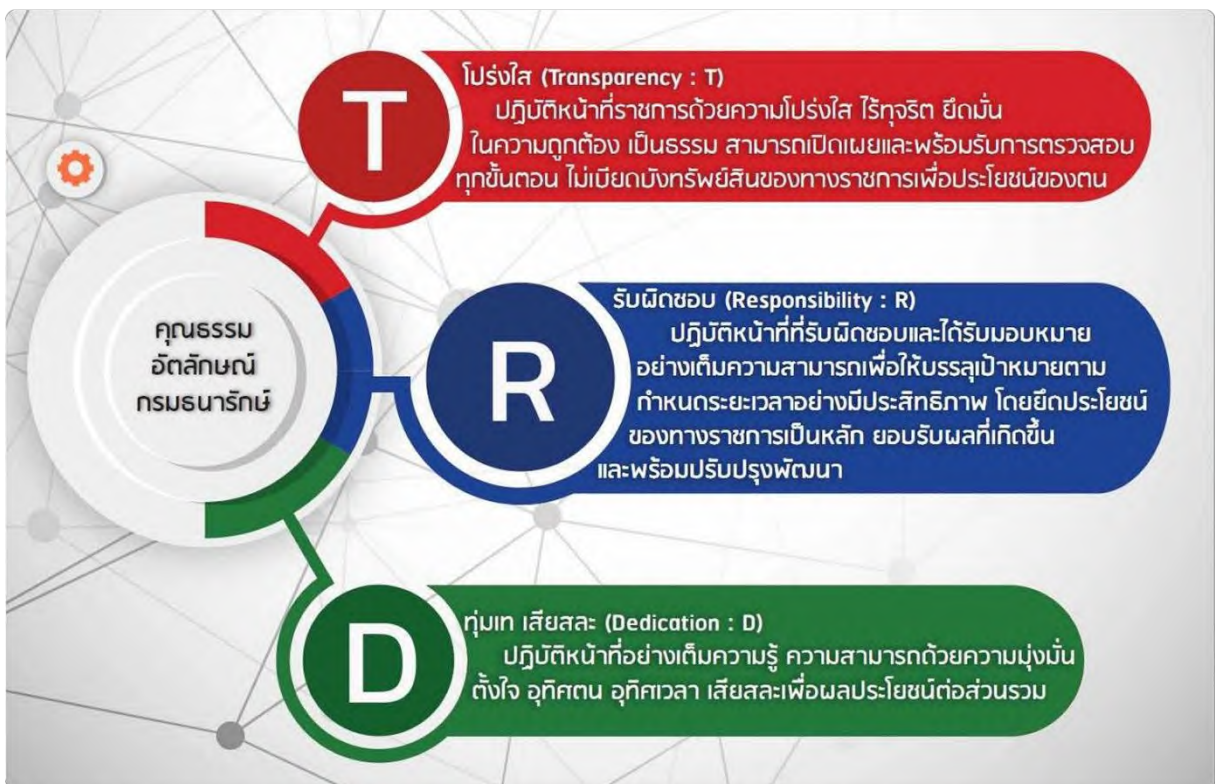 T
โปร่งใส (Transparency : T)
ปฏิบัติหน้าที่ราชการด้วยความโปร่งใส ไร้ทุจริต ยึดมั่น
ในความถูกต้อง เป็นธรรม สามารถเปิดเผยและพร้อมรับการตรวจสอบ
ทุกขั้นตอน ไม่เบียดบังทรัพย์สินของทางราชการเพื่อประโยชน์ของตน
คุณธรรม
อัตลักษณ์
กรมธนารักษ์
R
รับผิดชอบ (Responsibility : R)
ปฏิบัติหน้าที่ที่รับผิดชอบและได้รับมอบหมาย
อย่างเต็มความสามารถเพื่อให้บรรลุเป้าหมายตาม
กำหนดระยะเวลาอย่างมีประสิทธิภาพ โดยยึดประโยชน์
ของทางราชการเป็นหลัก ยอบรับผลที่เกิดขึ้น
และพร้อมปรับปรุงพัฒนา
D
ทุ่มเท เสียสละ (Dedication : D)
ปฏิบัติหน้าที่อย่างเต็มความรู้ ความสามารถด้วยความมุ่งมั่น
ตั้งใจ อุทิศตน อุทิศเวลา เสียสละเพื่อผลประโยชน์ต่อส่วนรวม